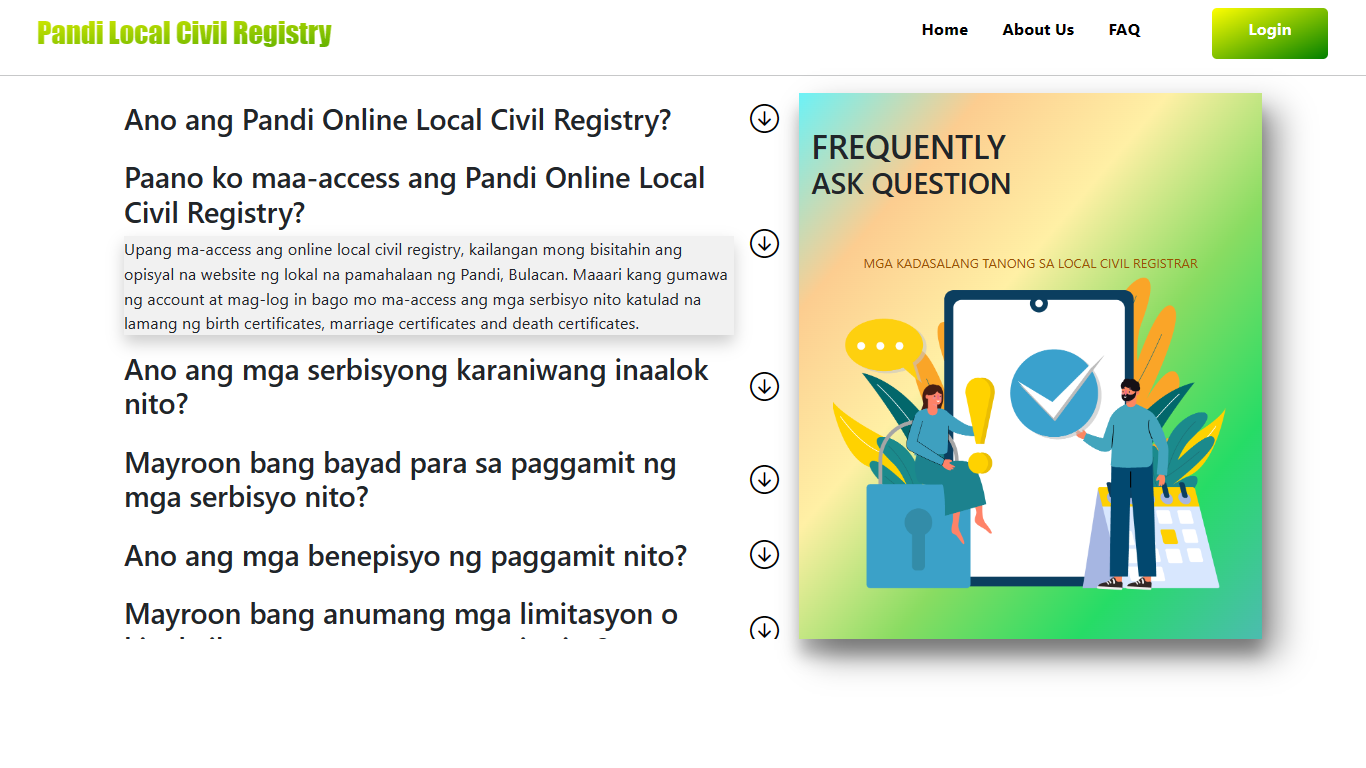 Pandi Local Civil Registry
Home
About Us
FAQ
Login
Ano ang Pandi Online Local Civil Registry?
Paano ko maa-access ang Pandi Online Local
Civil Registry?
Upang ma-access ang online local civil registry, kailangan mong bisitahin ang
opisyal na website ng lokal na pamahalaan ng Pandi, Bulacan. Maaari kang gumawa
ng account at mag-log in bago mo ma-access ang mga serbisyo nito katulad na
lamang ng birth certificates, marriage certificates and death certificates.
Ano ang mga serbisyong karaniwang inaalok
nito?
Mayroon bang bayad para sa paggamit ng
mga serbisyo nito?
Ano ang mga benepisyo ng paggamit nito?
Mayroon bang anumang mga limitasyon o
FREQUENTLY
ASK QUESTION
MGA KADASALANG TANONG SA LOCAL CIVIL REGISTRAR